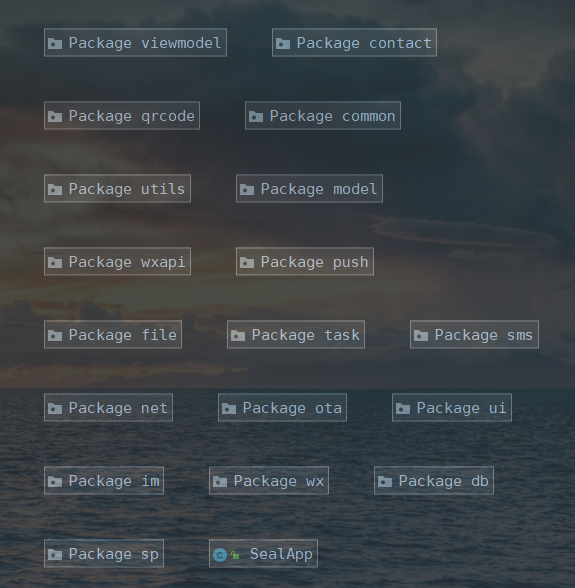 Package viewmodel Package contact
Package qrcode Package common
Package utils Package model
Package wxapi Package push
Package file Package task Package sms
Package net Package ota Package ui
Package im Package wx Package db
Package sp C SealApp